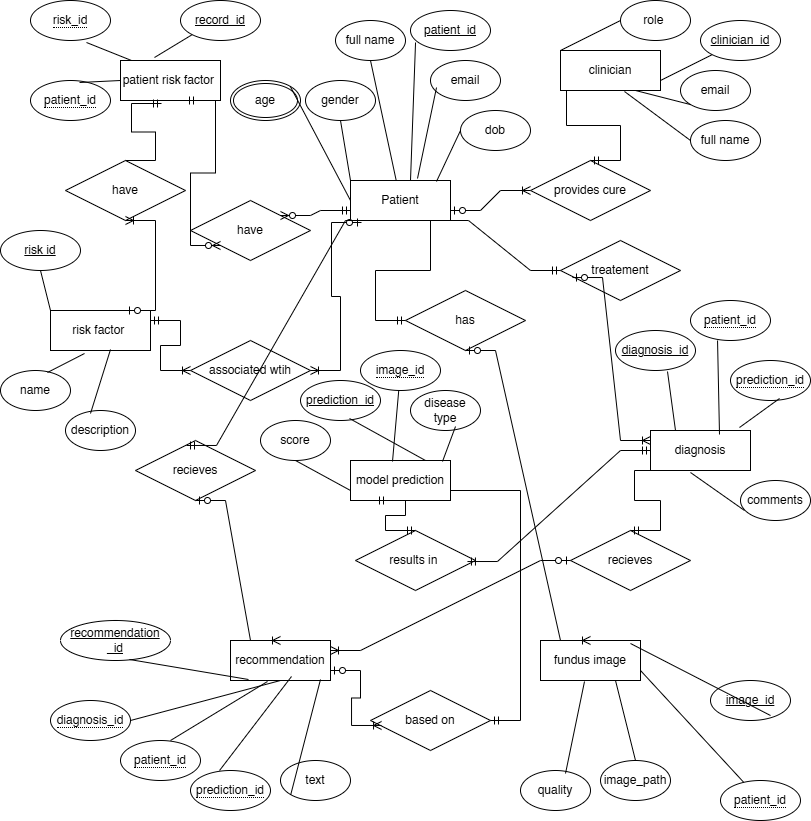 risk_id
record_id
role
full name
patient_id
clinician_id
patient risk factor
clinician
email
email
patient_id
age
gender
dob
full name
have
Patient
provides cure
have
risk id
treatement
risk factor
has
patient_id
diagnosis_id
associated wtih
image_id
prediction_id
name
prediction_id
disease
type
description
score
diagnosis
recieves
model prediction
comments
results in
recieves
recommendation
_id
recommendation
fundus image
image_id
diagnosis_id
based on
patient_id
prediction_id
text
quality
image_path
patient_id